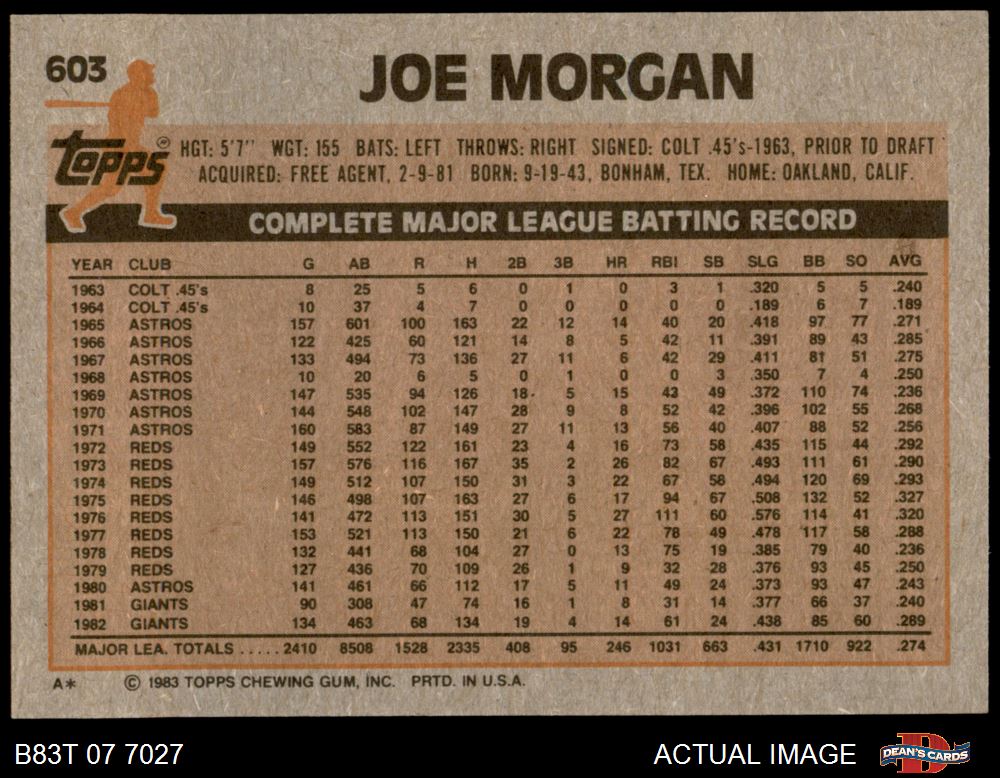 603
JOE MORGAN
Topps ®
HGT: 5'7" WGT: 155 BATS: LEFT THROWS: RIGHT SIGNED: COLT .45's-1963, PRIOR TO DRAFT
ACQUIRED: FREE AGENT, 2-9-81 BORN: 9-19-43, BONHAM, TEX. HOME: OAKLAND, CALIF.
COMPLETE MAJOR LEAGUE BATTING RECORD
YEAR CLUB G AB R H 2B 3B HR RBI SB SLG BB SO AVG
1963 COLT .45's 8 25 5 6 0 1 0 3 1 .320 5 5 .240
1964 COLT .45's 10 37 4 7 0 0 0 0 0 .189 6 7 .189
1965 ASTROS 157 601 100 163 22 12 14 40 20 .418 97 77 .271
1966 ASTROS 122 425 60 121 14 8 5 42 11 .391 89 43 .285
1967 ASTROS 133 494 73 136 27 11 6 42 29 .411 81 51 .275
1968 ASTROS 10 20 6 5 0 1 0 0 3 .350 7 4 .250
1969 ASTROS 147 535 94 126 18 5 15 43 49 .372 110 74 .236
1970 ASTROS 144 548 102 147 28 9 8 52 42 .396 102 55 .268
1971 ASTROS 160 583 87 149 27 11 13 56 40 .407 88 52 .256
1972 REDS 149 552 122 161 23 4 16 73 58 .435 115 44 .292
1973 REDS 157 576 116 167 35 2 26 82 67 .493 111 61 .290
1974 REDS 149 512 107 150 31 3 22 67 58 .494 120 69 .293
1975 REDS 146 498 107 163 27 6 17 94 67 .508 132 52 .327
1976 REDS 141 472 113 151 30 5 27 111 60 .576 114 41 .320
1977 REDS 153 521 113 150 21 6 22 78 49 .478 117 58 .288
1978 REDS 132 441 68 104 27 0 13 75 19 .385 79 40 .236
1979 REDS 127 436 70 109 26 1 9 32 28 .376 93 45 .250
1980 ASTROS 141 461 66 112 17 5 11 49 24 .373 93 47 .243
1981 GIANTS 90 308 47 74 16 1 8 31 14 .377 66 37 .240
1982 GIANTS 134 463 68 134 19 4 14 61 24 .438 85 60 .289
MAJOR LEA. TOTALS ..... 2410 8508 1528 2335 408 95 246 1031 663 .431 1710 922 .274
A* © 1983 TOPPS CHEWING GUM, INC. PRTD. IN U.S.A.
B83T 07 7027 ACTUAL IMAGE DEAN'S CARDS